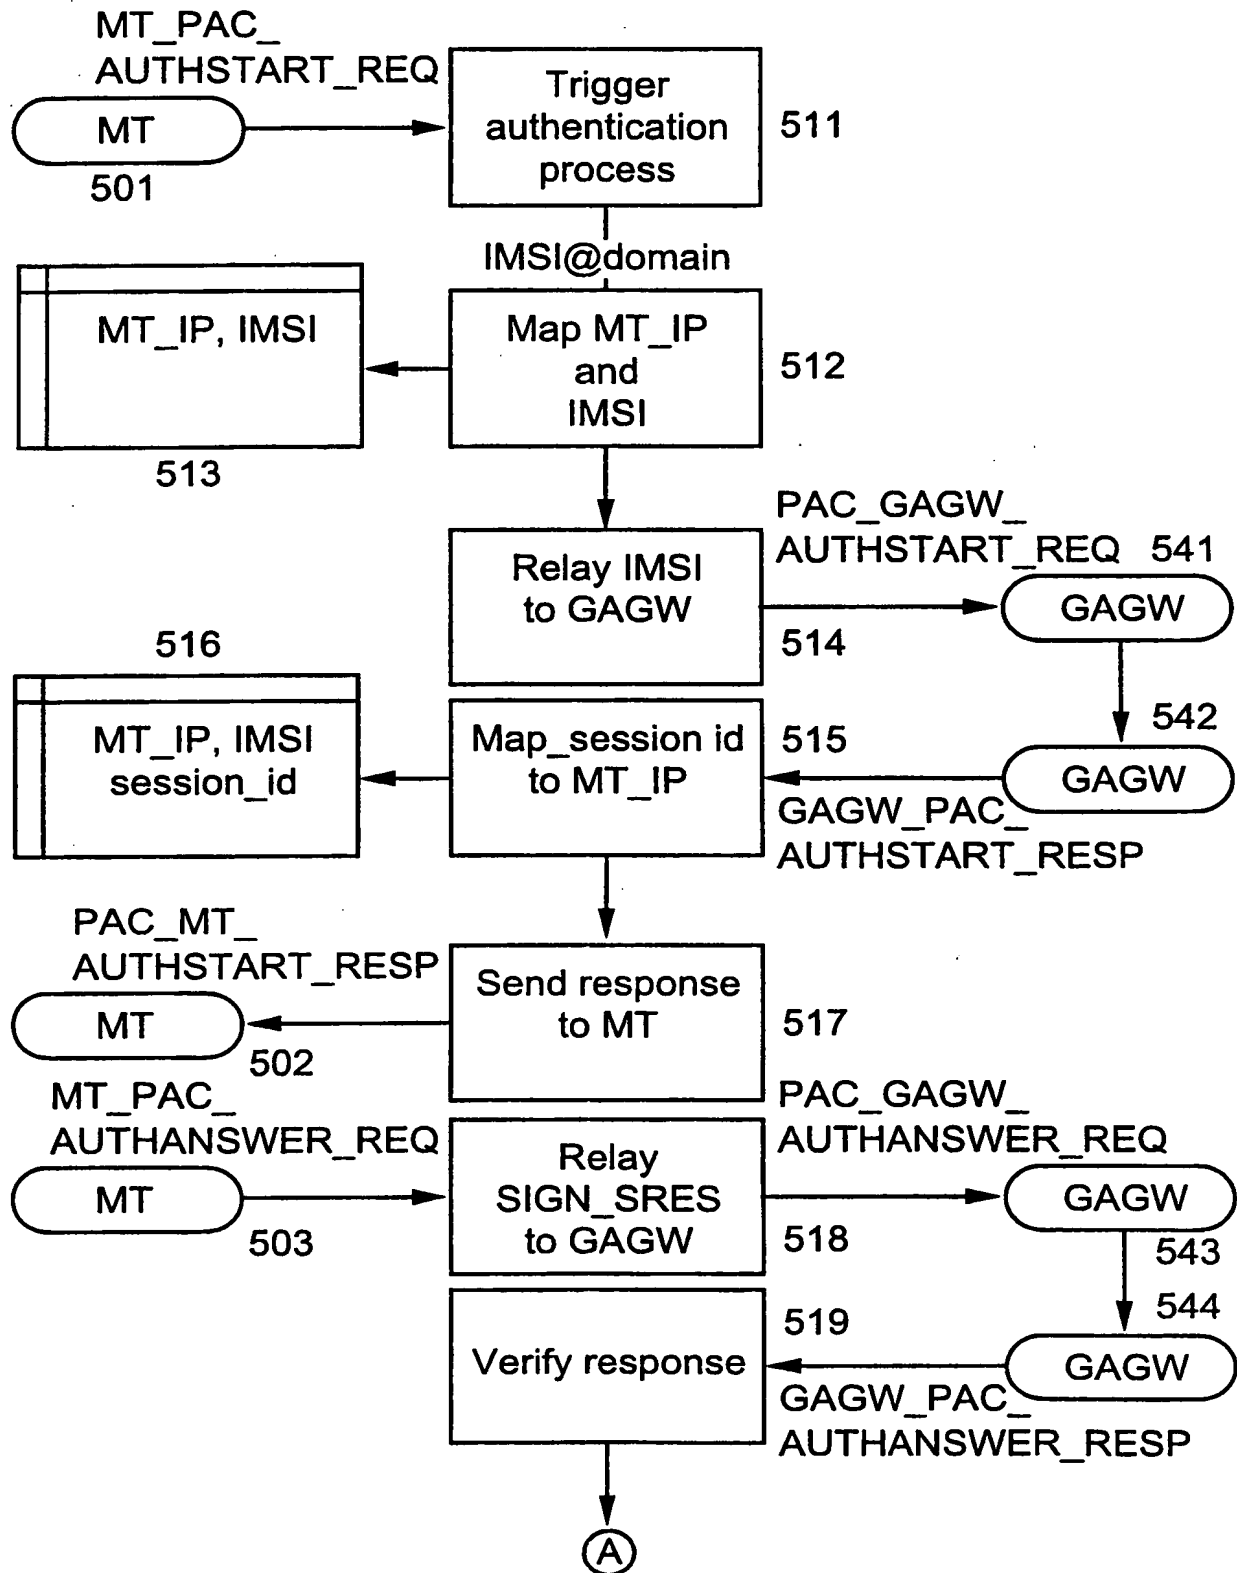 MT_PAC_
AUTHSTART_REQ
MT
501
Trigger
authentication
process
511
IMSI@domain
MT_IP, IMSI
513
Map MT_IP
and
IMSI
512
Relay IMSI
to GAGW
514
PAC_GAGW_
AUTHSTART_REQ
541
GAGW
542
GAGW
516
MT_IP, IMSI
session_id
Map_session id
to MT_IP
515
GAGW_PAC_
AUTHSTART_RESP
PAC_MT_
AUTHSTART_RESP
MT
502
Send response
to MT
517
MT_PAC_
AUTHANSWER_REQ
MT
503
Relay
SIGN_SRES
to GAGW
518
PAC_GAGW_
AUTHANSWER_REQ
GAGW
543
544
GAGW
519
Verify response
GAGW_PAC_
AUTHANSWER_RESP
A